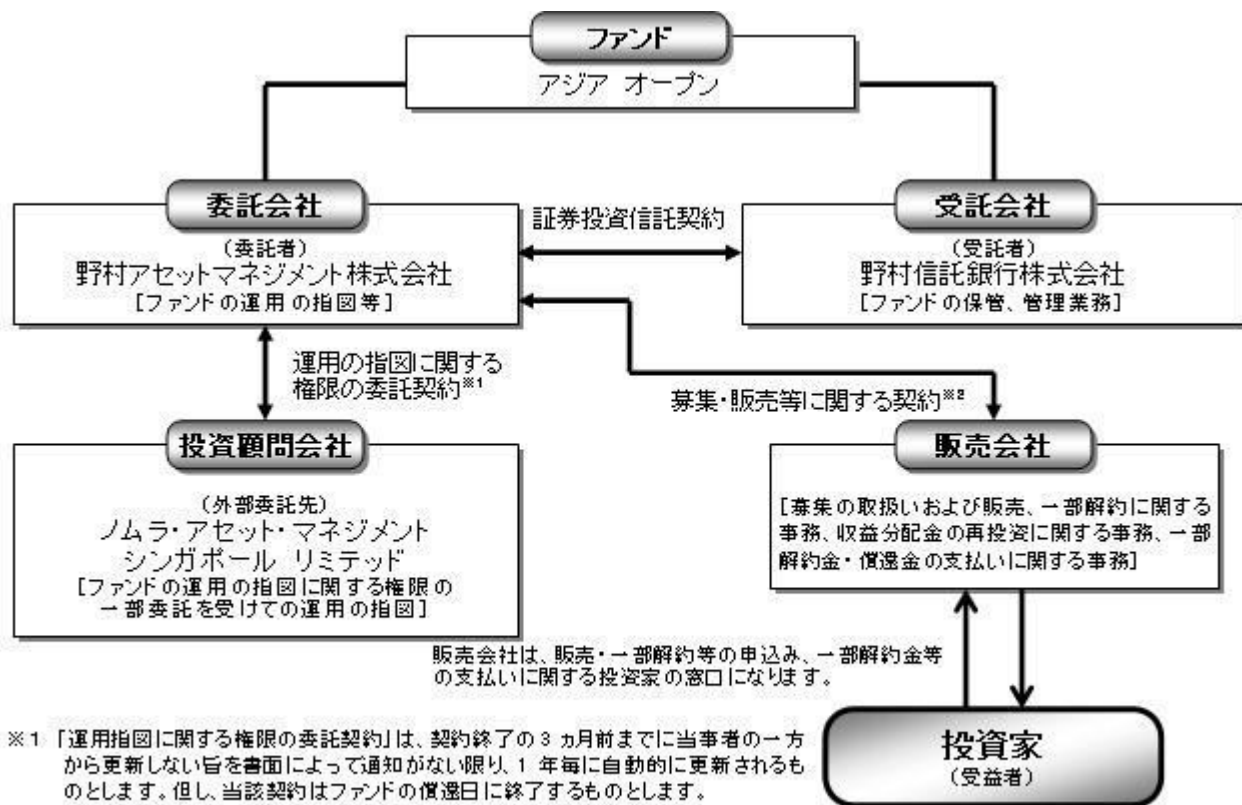 ファンド
アジア オープン
委託会社
(委託者)
野村アセットマネジメント株式会社
[ファンドの運用の指図等]
証券投資信託契約
受託会社
(受託者)
野村信託銀行株式会社
[ファンドの保管、管理業務]
運用の指図に関する
権限の委託契約※1
募集・販売等に関する契約※2
投資顧問会社
(外部委託先)
ノムラ・アセット・マネジメント
シンガポール リミテッド
[ファンドの運用の指図に関する権限の
一部委託を受けての運用の指図]
販売会社
[募集の取扱いおよび販売、一部解約に関する
事務、収益分配金の再投資に関する事務、一部
解約金・償還金の支払いに関する事務]
販売会社は、販売・一部解約等の申込み、一部解約金等
の支払いに関する投資家の窓口になります。
投資家
(受益者)
※1 「運用指図に関する権限の委託契約」は、契約終了の3ヵ月前までに当事者の一方
から更新しない旨を書面によって通知がない限り、1 年毎に自動的に更新されるも
のとします。但し、当該契約はファンドの償還日に終了するものとします。